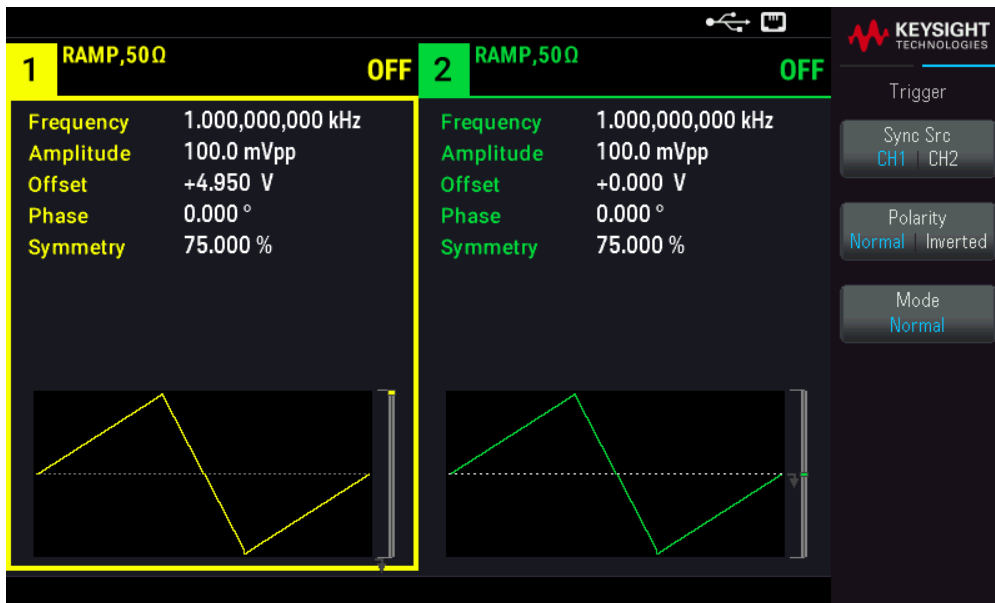 KEYSIGHT
TECHNOLOGIES
1 RAMP,50Ω OFF
2 RAMP,50Ω OFF
Frequency 1.000,000,000 kHz
Amplitude 100.0 mVpp
Offset +4.950 V
Phase 0.000 °
Symmetry 75.000 %
Frequency 1.000,000,000 kHz
Amplitude 100.0 mVpp
Offset +0.000 V
Phase 0.000 °
Symmetry 75.000 %
Trigger
Sync Src
CH1 | CH2
Polarity
Normal | Inverted
Mode
Normal